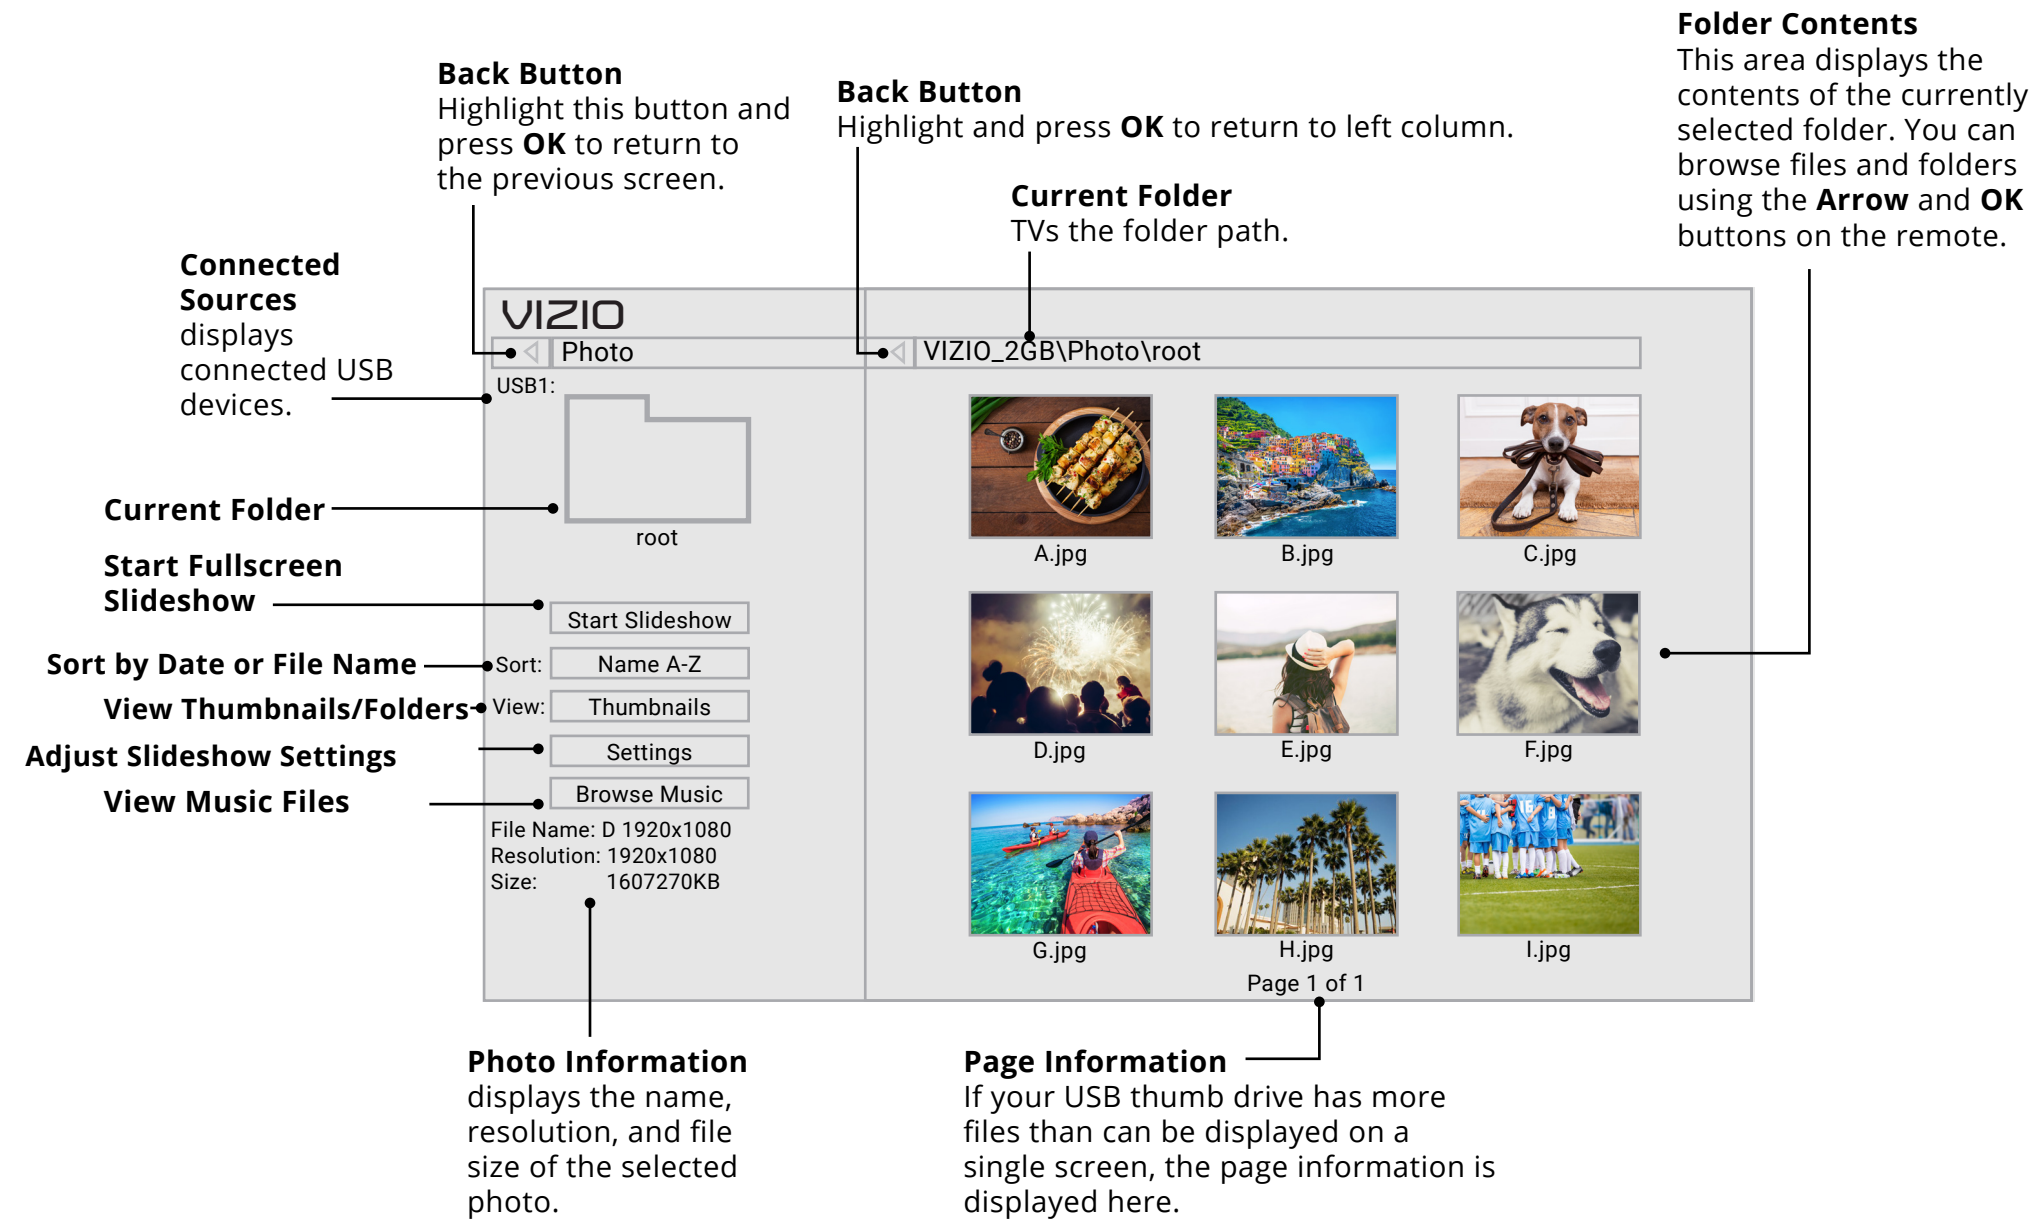 Folder Contents
This area displays the
contents of the currently
selected folder. You can
browse files and folders
using the Arrow and OK
buttons on the remote.
Back Button
Highlight this button and
press OK to return to
the previous screen.
Back Button
Highlight and press OK to return to left column.
Current Folder
TVs the folder path.
Connected
Sources
displays
connected USB
devices.
Current Folder
Start Fullscreen
Slideshow
Sort by Date or File Name
View Thumbnails/Folders
Adjust Slideshow Settings
View Music Files
VIZIO
Photo
USB1:
root
Start Slideshow
Sort: Name A-Z
View: Thumbnails
Settings
Browse Music
File Name: D 1920x1080
Resolution: 1920x1080
Size: 1607270KB
VIZIO_2GB\Photo\root
A.jpg B.jpg C.jpg
D.jpg E.jpg F.jpg
G.jpg H.jpg I.jpg
Page 1 of 1
Photo Information
displays the name,
resolution, and file
size of the selected
photo.
Page Information
If your USB thumb drive has more
files than can be displayed on a
single screen, the page information is
displayed here.